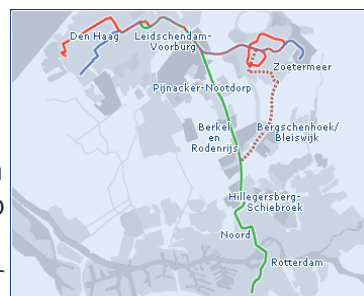 Den Haag
Leidschendam-
Voorburg
Zoetermeer
Pijnacker-Nootdorp
Berkel
en
Rodenrijs
Bergschenhoek/
Bleiswijk
Hillegersberg-
Schiebroek
Noord
Rotterdam